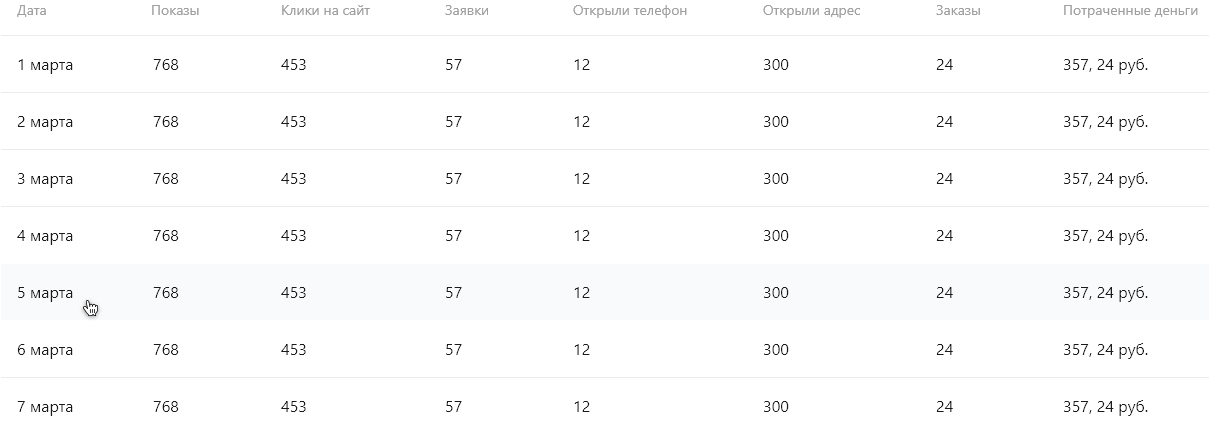 Дата Показы Клики на сайт Заявки Открыли телефон Открыли адрес Заказы Потраченные деньги
1 марта 768 453 57 12 300 24 357, 24 руб.
2 марта 768 453 57 12 300 24 357, 24 руб.
3 марта 768 453 57 12 300 24 357, 24 руб.
4 марта 768 453 57 12 300 24 357, 24 руб.
5 марта 768 453 57 12 300 24 357, 24 руб.
6 марта 768 453 57 12 300 24 357, 24 руб.
7 марта 768 453 57 12 300 24 357, 24 руб.